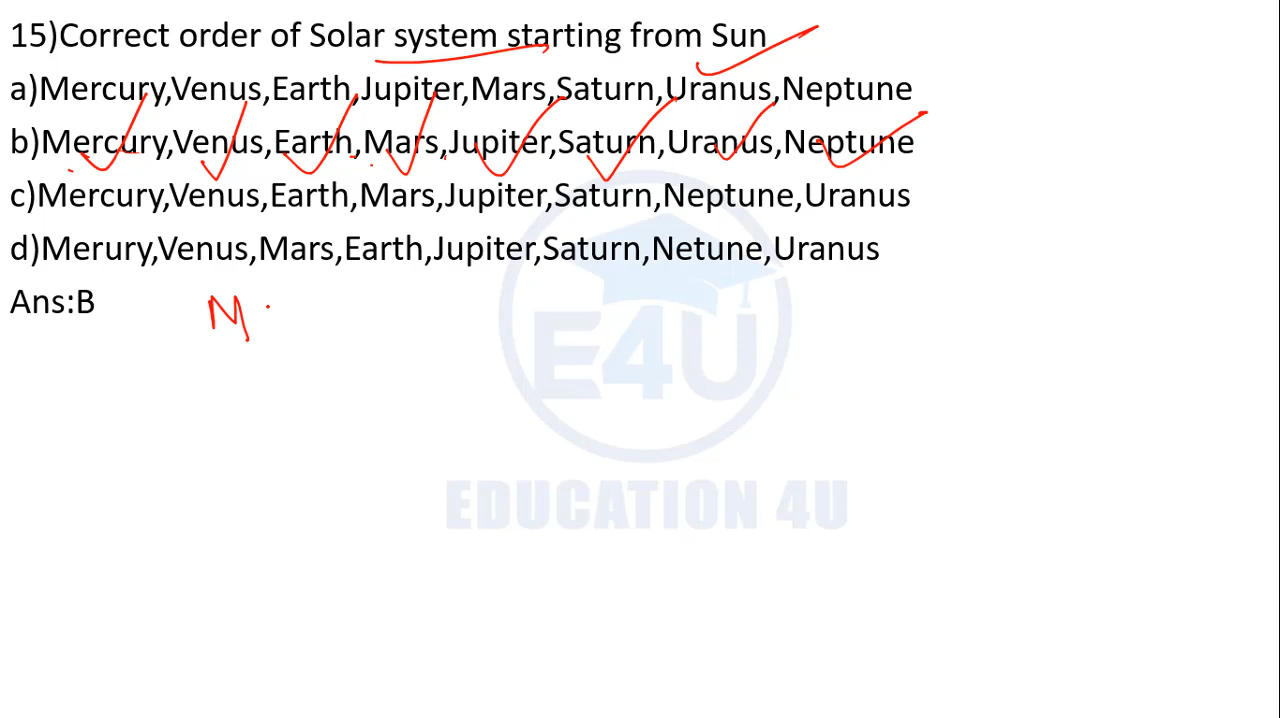 15)Correct order of Solar system starting from Sun
a)Mercury,Venus,Earth,Jupiter,Mars,Saturn,Uranus,Neptune
b)Mercury,Venus,Earth,Mars,Jupiter,Saturn,Uranus,Neptune
c)Mercury,Venus,Earth,Mars,Jupiter,Saturn,Neptune,Uranus
d)Merury,Venus,Mars,Earth,Jupiter,Saturn,Netune,Uranus
Ans:B
M
E4U
EDUCATION 4U